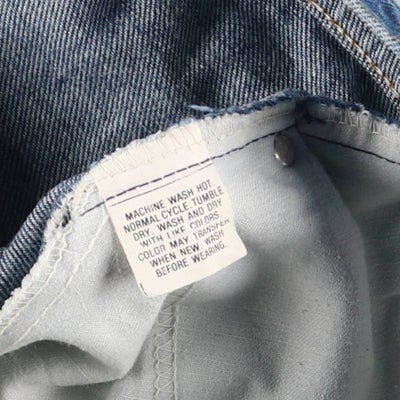 MACHINE WASH HOT
NORMAL CYCLE. TUMBLE
DRY. WASH AND DRY
WITH LIKE COLORS.
COLOR MAY TRANSFER
WHEN NEW. WASH
BEFORE WEARING.